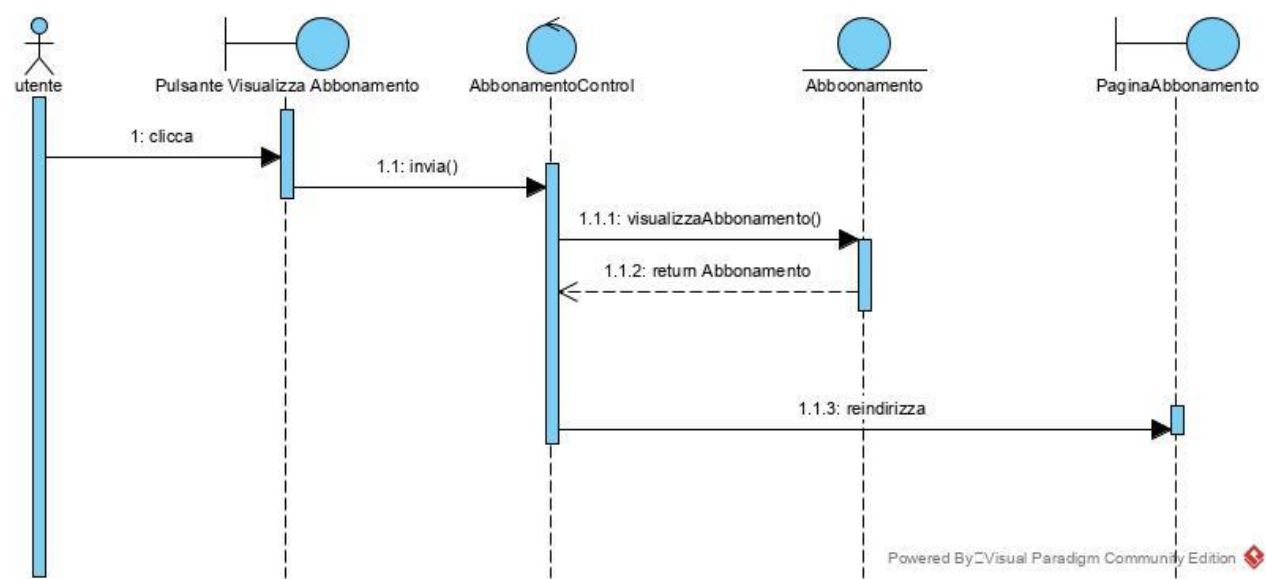 utente
Pulsante Visualizza Abbonamento
AbbonamentoControl
Abboonamento
PaginaAbbonamento
1: clicca
1.1: invia()
1.1.1: visualizzaAbbonamento()
1.1.2: return Abbonamento
1.1.3: reindirizza
Powered By Visual Paradigm Community Edition